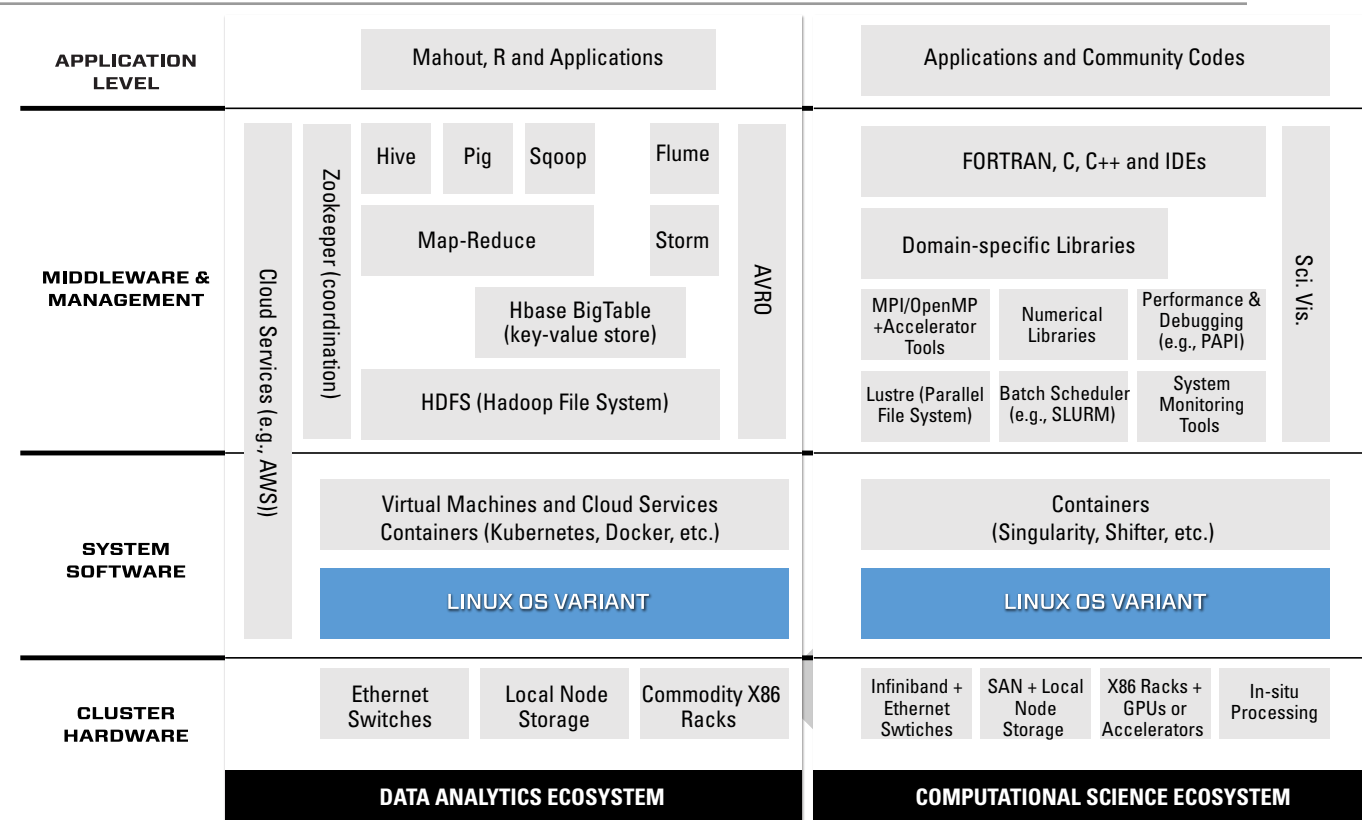 APPLICATION
LEVEL
Mahout, R and Applications
Applications and Community Codes
MIDDLEWARE &
MANAGEMENT
Cloud Services (e.g., AWS))
Zookeeper (coordination)
Hive
Pig
Sqoop
Flume
Map-Reduce
Storm
Hbase BigTable
(key-value store)
HDFS (Hadoop File System)
AVRO
FORTRAN, C, C++ and IDEs
Domain-specific Libraries
MPI/OpenMP
+Accelerator
Tools
Numerical
Libraries
Performance &
Debugging
(e.g., PAPI)
Lustre (Parallel
File System)
Batch Scheduler
(e.g., SLURM)
System
Monitoring
Tools
Sci. Vis.
SYSTEM
SOFTWARE
Virtual Machines and Cloud Services
Containers (Kubernetes, Docker, etc.)
LINUX OS VARIANT
Containers
(Singularity, Shifter, etc.)
LINUX OS VARIANT
CLUSTER
HARDWARE
Ethernet
Switches
Local Node
Storage
Commodity X86
Racks
Infiniband +
Ethernet
Swtiches
SAN + Local
Node
Storage
X86 Racks +
GPUs or
Accelerators
In-situ
Processing
DATA ANALYTICS ECOSYSTEM
COMPUTATIONAL SCIENCE ECOSYSTEM